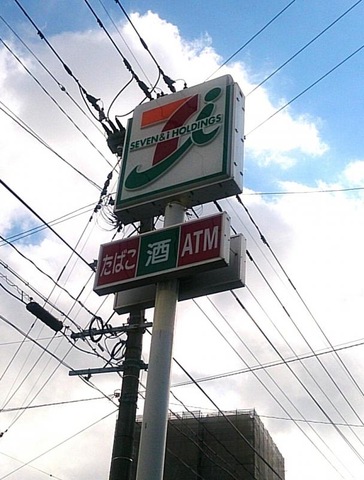 7
SEVEN&i HOLDINGS
たばこ 酒 ATM